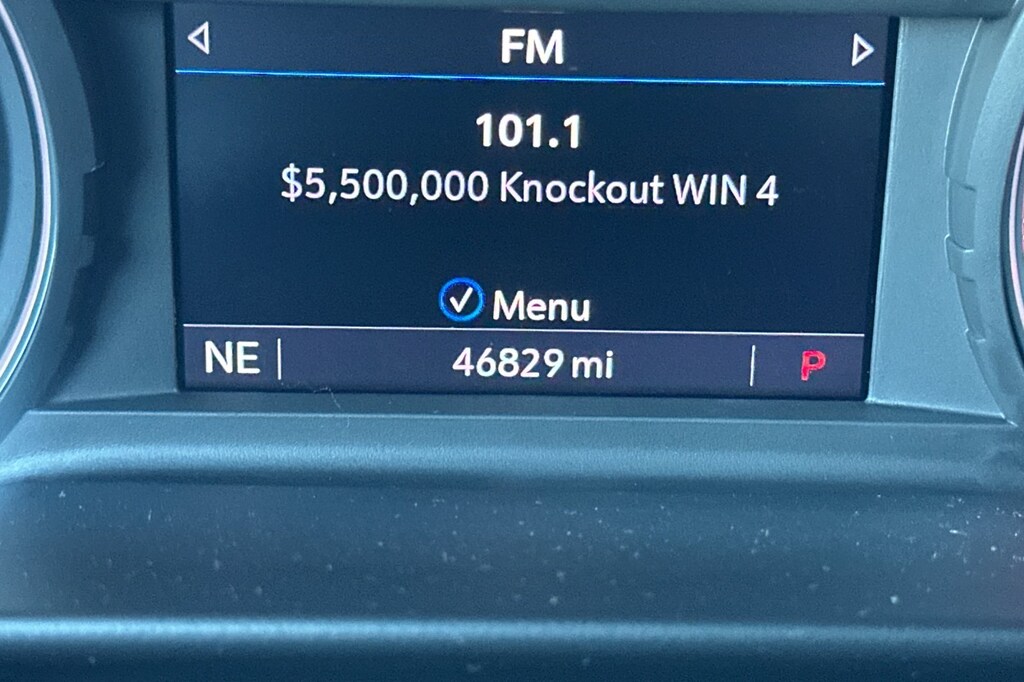 FM
101.1
$5,500,000 Knockout WIN 4
Menu
NE | 46829 mi | P